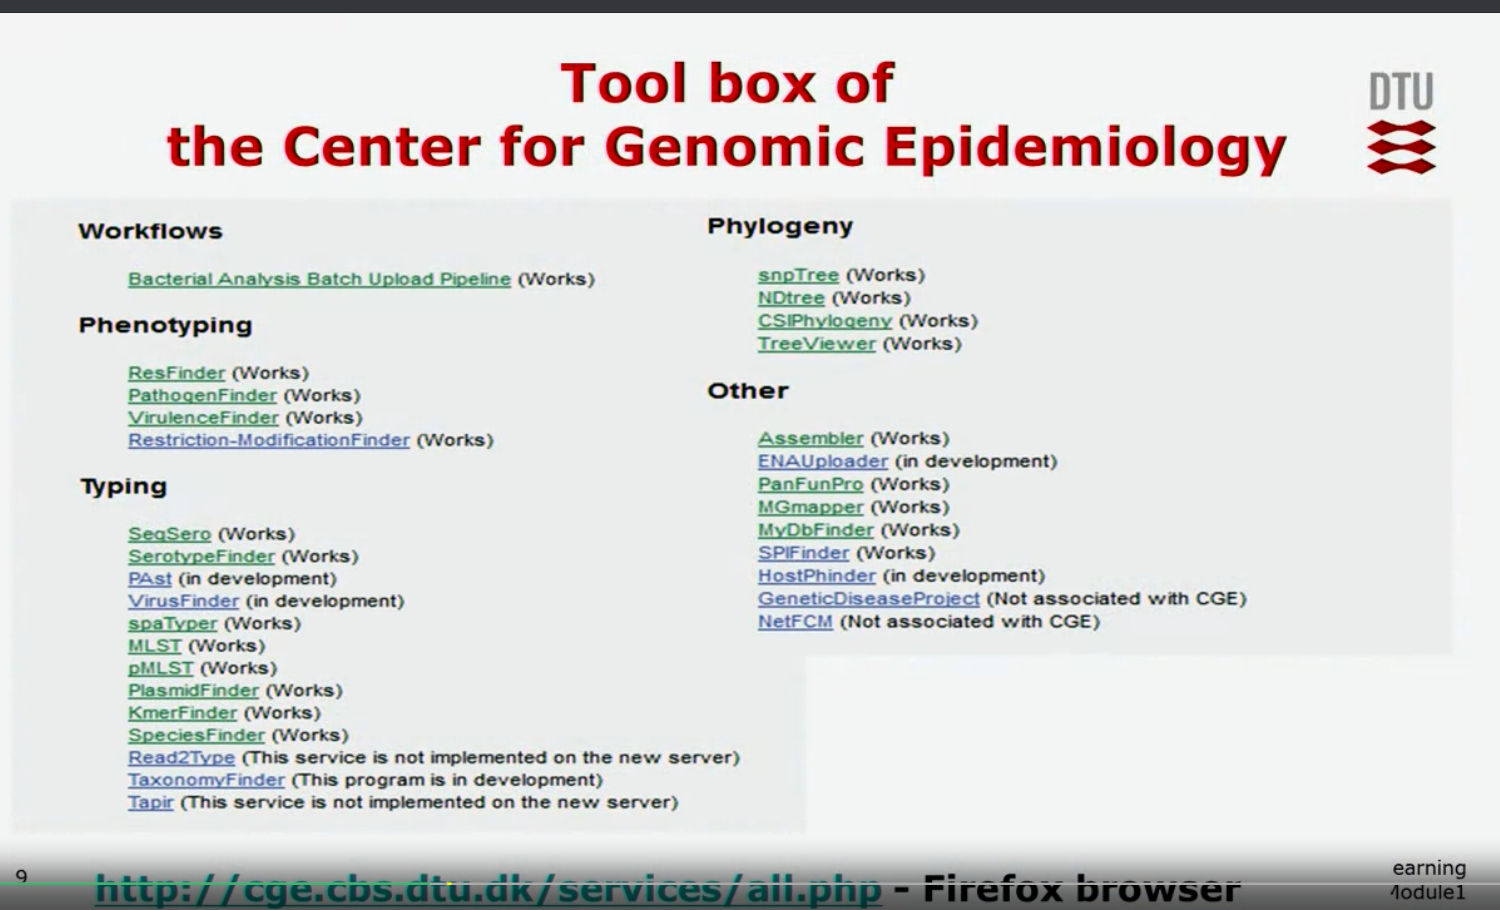 Tool box of
the Center for Genomic Epidemiology
DTU
Workflows
Bacterial Analysis Batch Upload Pipeline (Works)
Phenotyping
ResFinder (Works)
PathogenFinder (Works)
VirulenceFinder (Works)
Restriction-ModificationFinder (Works)
Typing
SeqSero (Works)
SerotypeFinder (Works)
PAst (in development)
VirusFinder (in development)
spaTyper (Works)
MLST (Works)
pMLST (Works)
PlasmidFinder (Works)
KmerFinder (Works)
SpeciesFinder (Works)
Read2Type (This service is not implemented on the new server)
TaxonomyFinder (This program is in development)
Tapir (This service is not implemented on the new server)
Phylogeny
snpTree (Works)
NDtree (Works)
CSIPhylogeny (Works)
TreeViewer (Works)
Other
Assembler (Works)
ENAUploader (in development)
PanFunPro (Works)
MGmapper (Works)
MyDbFinder (Works)
SPIFinder (Works)
HostPhinder (in development)
GeneticDiseaseProject (Not associated with CGE)
NetFCM (Not associated with CGE)
9
http://cge.cbs.dtu.dk/services/all.php - Firefox browser
earning
1odule1